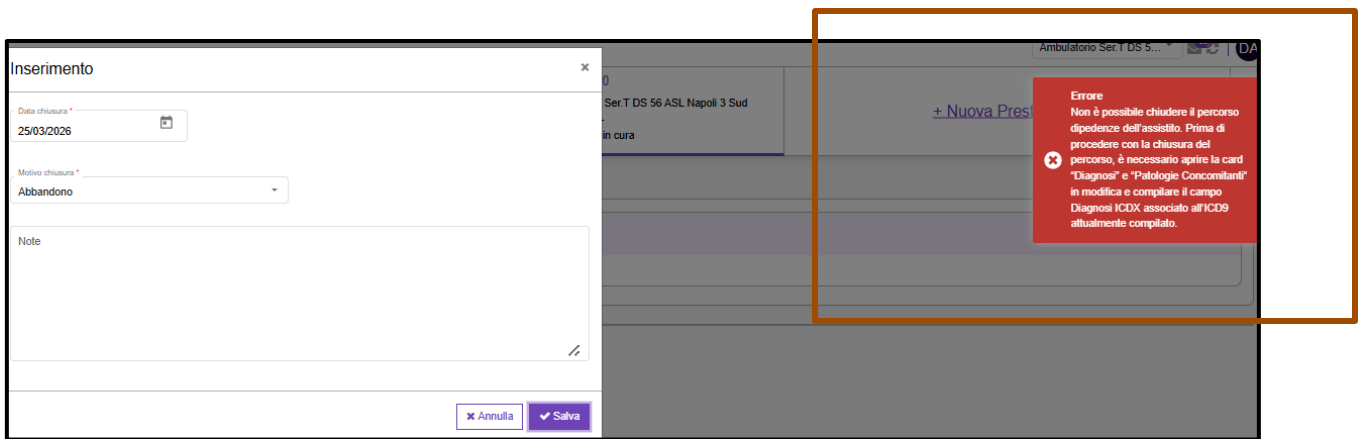 Inserimento
×
Data chiusura *
25/03/2026
Motivo chiusura *
Abbandono
Note
Annulla
Salva
Ambulatorio Ser.T DS 5...
DA
0
Ser.T DS 56 ASL Napoli 3 Sud
-
in cura
+ Nuova Prest
Errore
Non è possibile chiudere il percorso
dipedenze dell'assistito. Prima di
procedere con la chiusura del
percorso, è necessario aprire la card
"Diagnosi" e "Patologie Concomitanti"
in modifica e compilare il campo
Diagnosi ICDX associato all'ICD9
attualmente compilato.